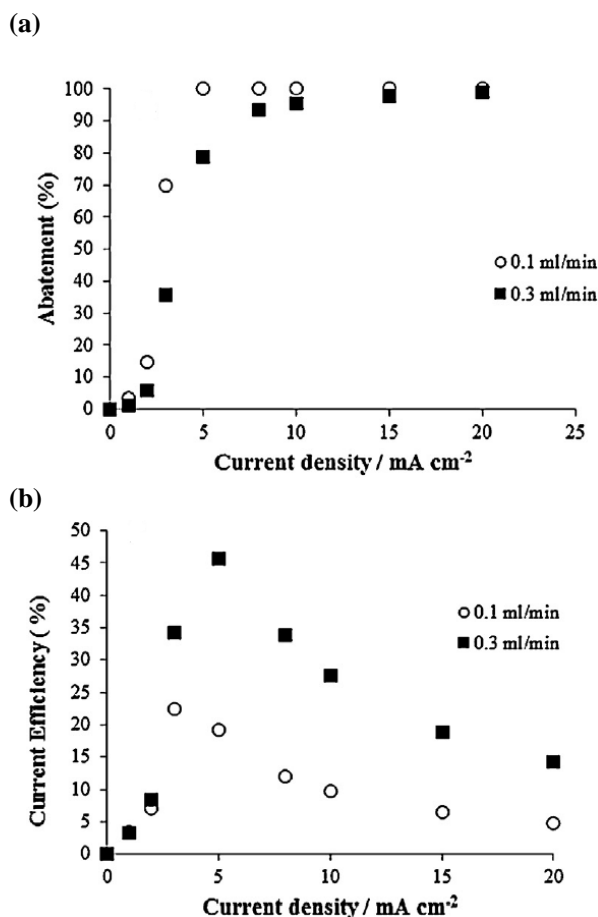 (a)
100
90
80
70
60
50
40
30
20
10
0
Abatement (%)
0 5 10 15 20 25
Current density / mA cm-2
0.1 ml/min
0.3 ml/min
(b)
50
45
40
35
30
25
20
15
10
5
0
Current Efficiency ( %)
0 5 10 15 20
Current density / mA cm-2
0.1 ml/min
0.3 ml/min